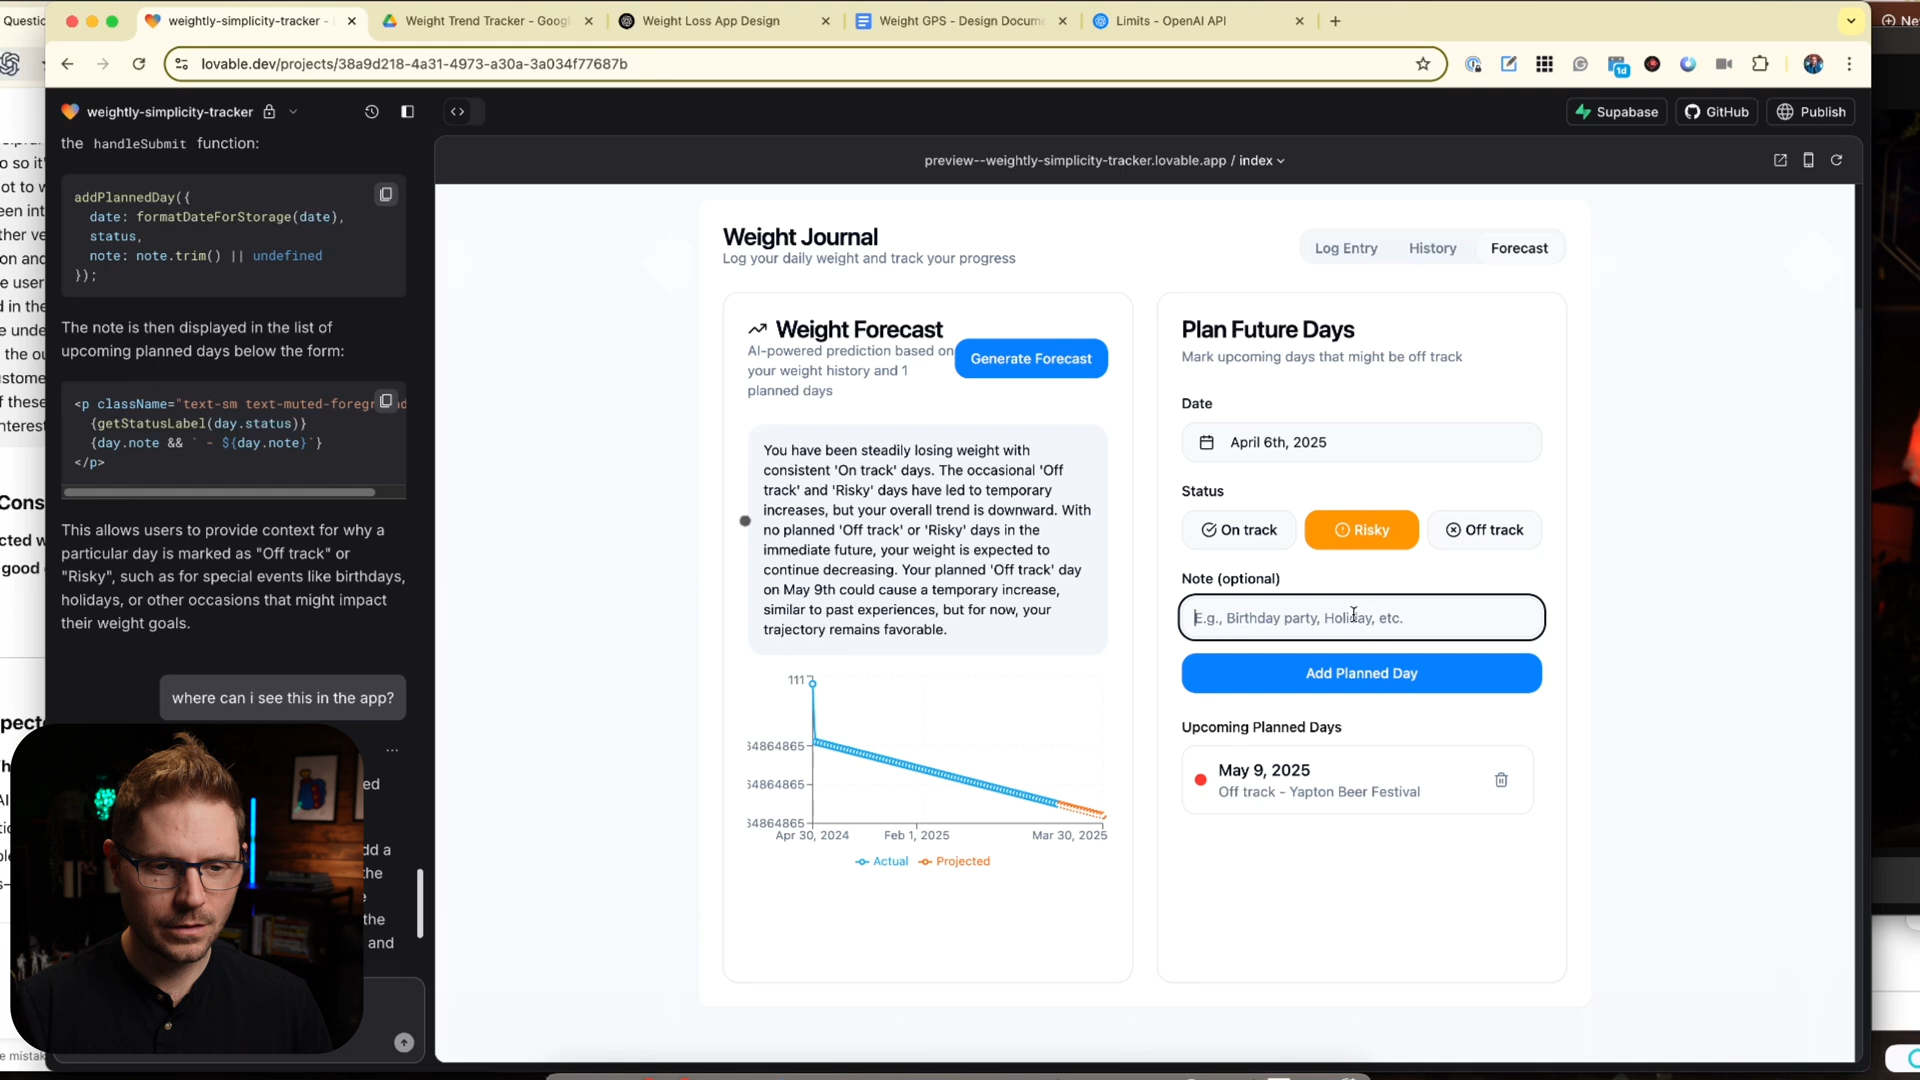 Questic
weightly-simplicity-tracker -
Weight Trend Tracker - Googl
Weight Loss App Design
Weight GPS - Design Docume
Limits - OpenAI API
lovable.dev/projects/38a9d218-4a31-4973-a30a-3a034f77687b
1d
weightly-simplicity-tracker
Supabase
GitHub
Publish
the handleSubmit function:
addPlannedDay({
date: formatDateForStorage(date),
status,
note: note.trim() || undefined
});
The note is then displayed in the list of
upcoming planned days below the form:
<p className="text-sm text-muted-foregr
{getStatusLabel(day.status)}
{day.note && ` - ${day.note}`}
</p>
This allows users to provide context for why a
particular day is marked as "Off track" or
"Risky", such as for special events like birthdays,
holidays, or other occasions that might impact
their weight goals.
where can i see this in the app?
preview--weightly-simplicity-tracker.lovable.app / index
Weight Journal
Log your daily weight and track your progress
Log Entry
History
Forecast
Weight Forecast
AI-powered prediction based on
your weight history and 1
planned days
Generate Forecast
You have been steadily losing weight with
consistent 'On track' days. The occasional 'Off
track' and 'Risky' days have led to temporary
increases, but your overall trend is downward. With
no planned 'Off track' or 'Risky' days in the
immediate future, your weight is expected to
continue decreasing. Your planned 'Off track' day
on May 9th could cause a temporary increase,
similar to past experiences, but for now, your
trajectory remains favorable.
111
64864865
64864865
64864865
Apr 30, 2024
Feb 1, 2025
Mar 30, 2025
Actual
Projected
Plan Future Days
Mark upcoming days that might be off track
Date
April 6th, 2025
Status
On track
Risky
Off track
Note (optional)
E.g., Birthday party, Holiday, etc.
Add Planned Day
Upcoming Planned Days
May 9, 2025
Off track - Yapton Beer Festival